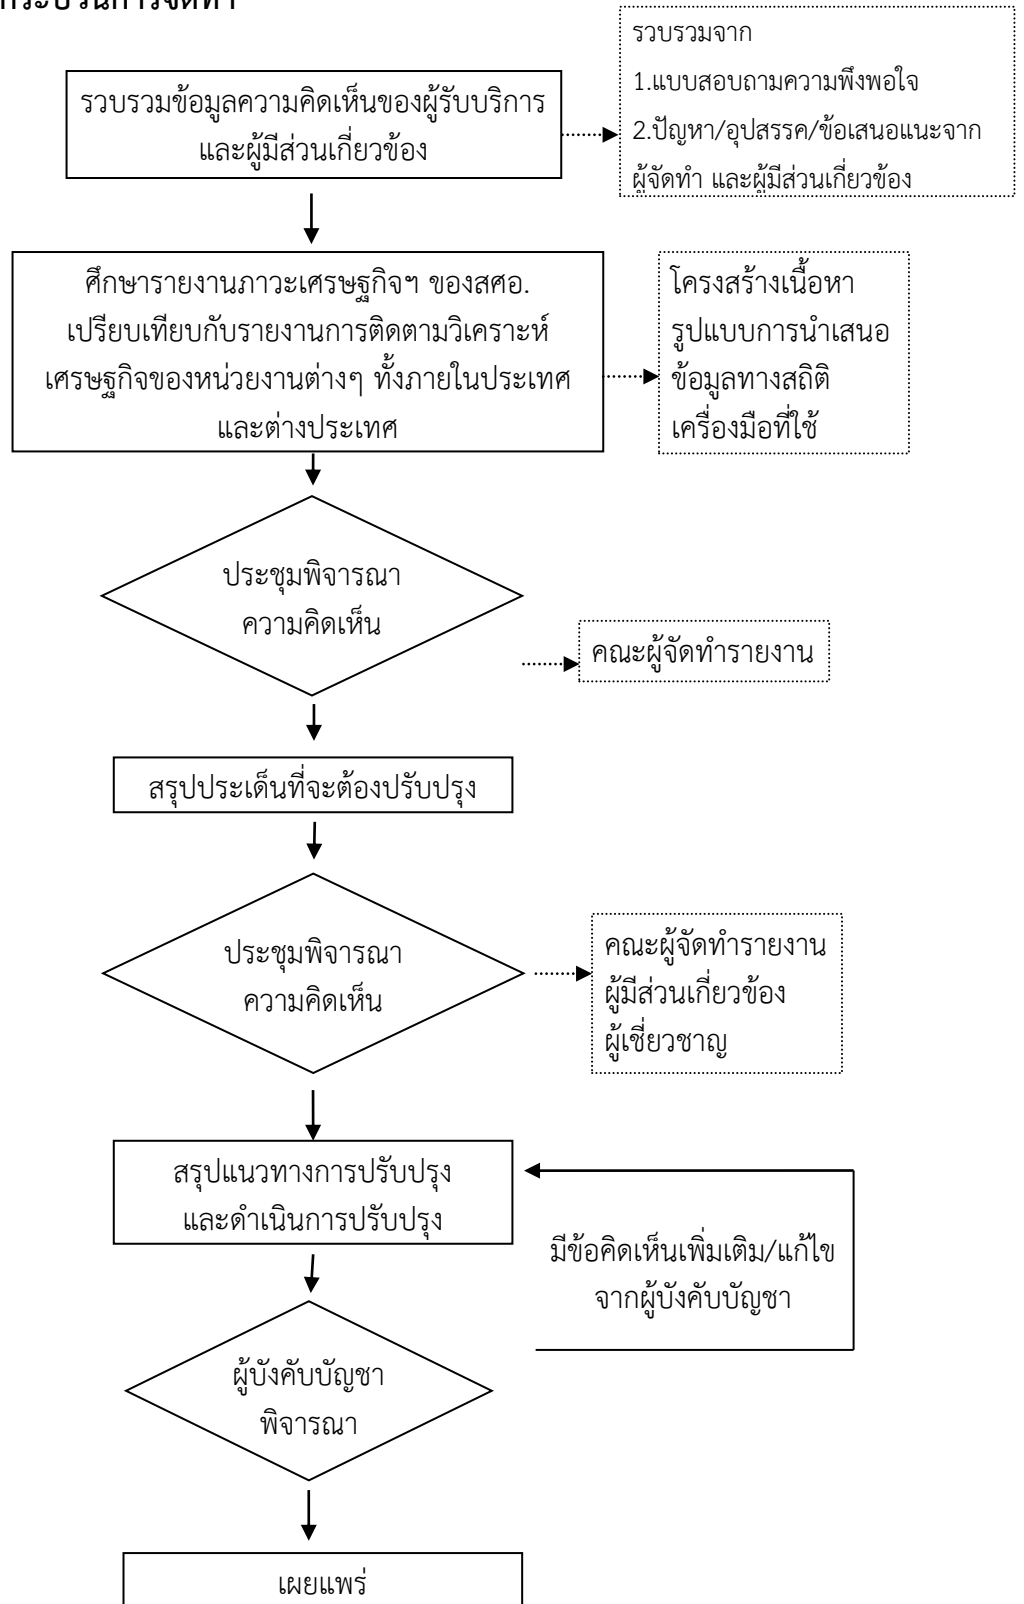 กระบวนการจัดทำ
รวบรวมข้อมูลความคิดเห็นของผู้รับบริการ
และผู้มีส่วนเกี่ยวข้อง
รวบรวมจาก
1.แบบสอบถามความพึงพอใจ
2.ปัญหา/อุปสรรค/ข้อเสนอแนะจาก
ผู้จัดทำ และผู้มีส่วนเกี่ยวข้อง
ศึกษารายงานภาวะเศรษฐกิจฯ ของสศอ.
เปรียบเทียบกับรายงานการติดตามวิเคราะห์
เศรษฐกิจของหน่วยงานต่างๆ ทั้งภายในประเทศ
และต่างประเทศ
โครงสร้างเนื้อหา
รูปแบบการนำเสนอ
ข้อมูลทางสถิติ
เครื่องมือที่ใช้
ประชุมพิจารณา
ความคิดเห็น
คณะผู้จัดทำรายงาน
สรุปประเด็นที่จะต้องปรับปรุง
ประชุมพิจารณา
ความคิดเห็น
คณะผู้จัดทำรายงาน
ผู้มีส่วนเกี่ยวข้อง
ผู้เชี่ยวชาญ
สรุปแนวทางการปรับปรุง
และดำเนินการปรับปรุง
มีข้อคิดเห็นเพิ่มเติม/แก้ไข
จากผู้บังคับบัญชา
ผู้บังคับบัญชา
พิจารณา
เผยแพร่